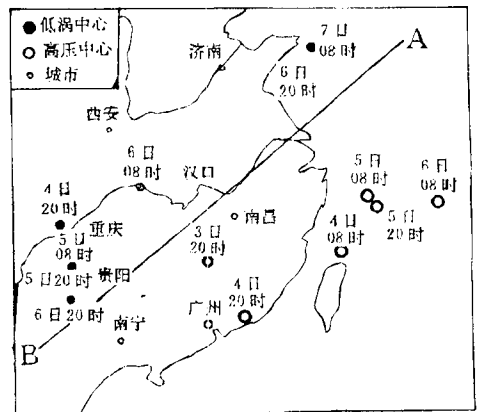 低涡中心
高压中心
城市
济南
7日
08时
A
6日
20时
西安
6日
08时
汉口
5日
08时
6日
08时
4日
20时
重庆
南昌
5日
20时
4日
08时
5日
08时
3日
20时
5日20时
贵阳
4日
20时
6日20时
广州
南宁
B